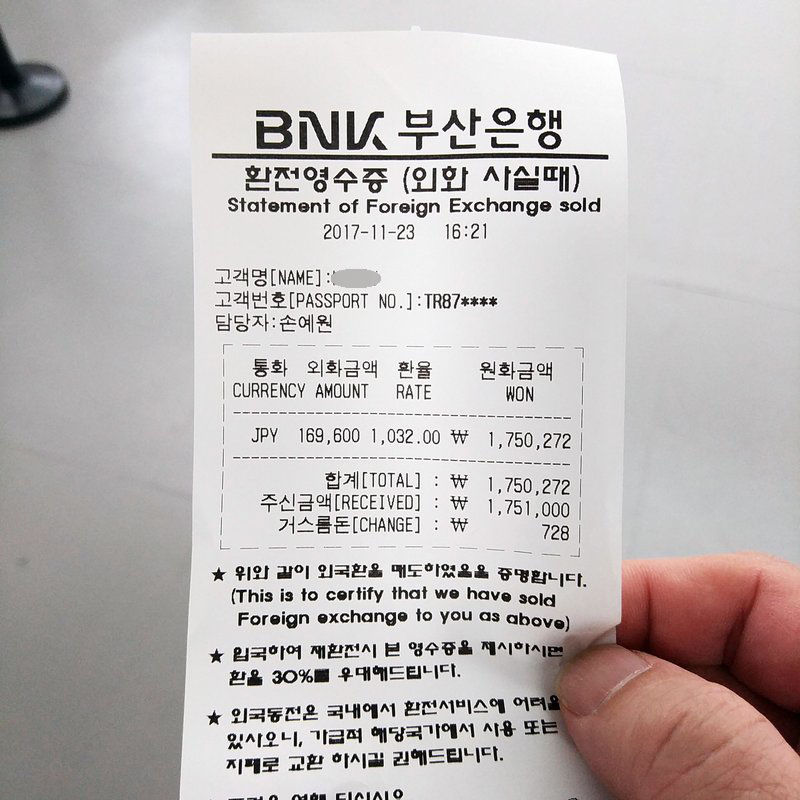 BNK 부산은행
환전영수증 (외화 사실때)
Statement of Foreign Exchange sold
2017-11-23 16:21
고객명[NAME]:
고객번호[PASSPORT NO.]:TR87****
담당자:손예원
통화 외화금액 환율 원화금액
CURRENCY AMOUNT RATE WON
JPY 169,600 1,032.00 ₩ 1,750,272
합계[TOTAL] : ₩ 1,750,272
주신금액[RECEIVED] : ₩ 1,751,000
거스름돈[CHANGE] : ₩ 728
★ 위와 같이 외국환을 매도하였음을 증명합니다.
(This is to certify that we have sold
Foreign exchange to you as above)
★ 입국하여 재환전시 본 영수증을 제시하시면
환율 30%를 우대해드립니다.
★ 외국동전은 국내에서 환전서비스에 어려움
있사오니, 가급적 해당국가에서 사용 또는
지폐로 교환 하시길 권해드립니다.